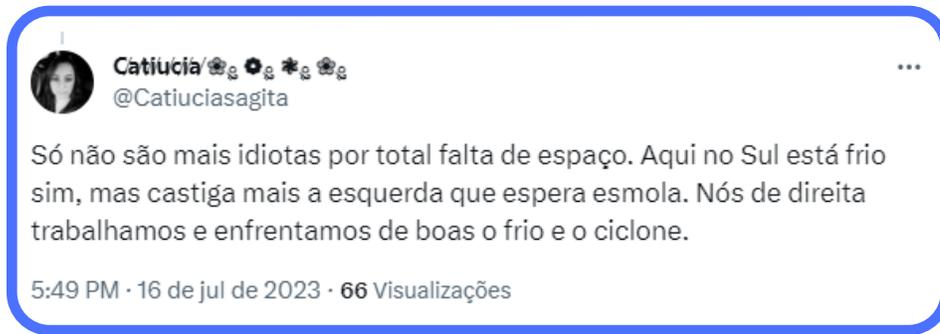 Catiucia
@Catiuciasagita
Só não são mais idiotas por total falta de espaço. Aqui no Sul está frio
sim, mas castiga mais a esquerda que espera esmola. Nós de direita
trabalhamos e enfrentamos de boas o frio e o ciclone.
5:49 PM · 16 de jul de 2023 · 66 Visualizações